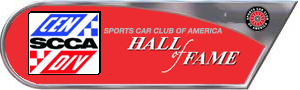 CEN
SCCA
DIV
SPORTS CAR CLUB OF AMERICA
HALL
of
FAME